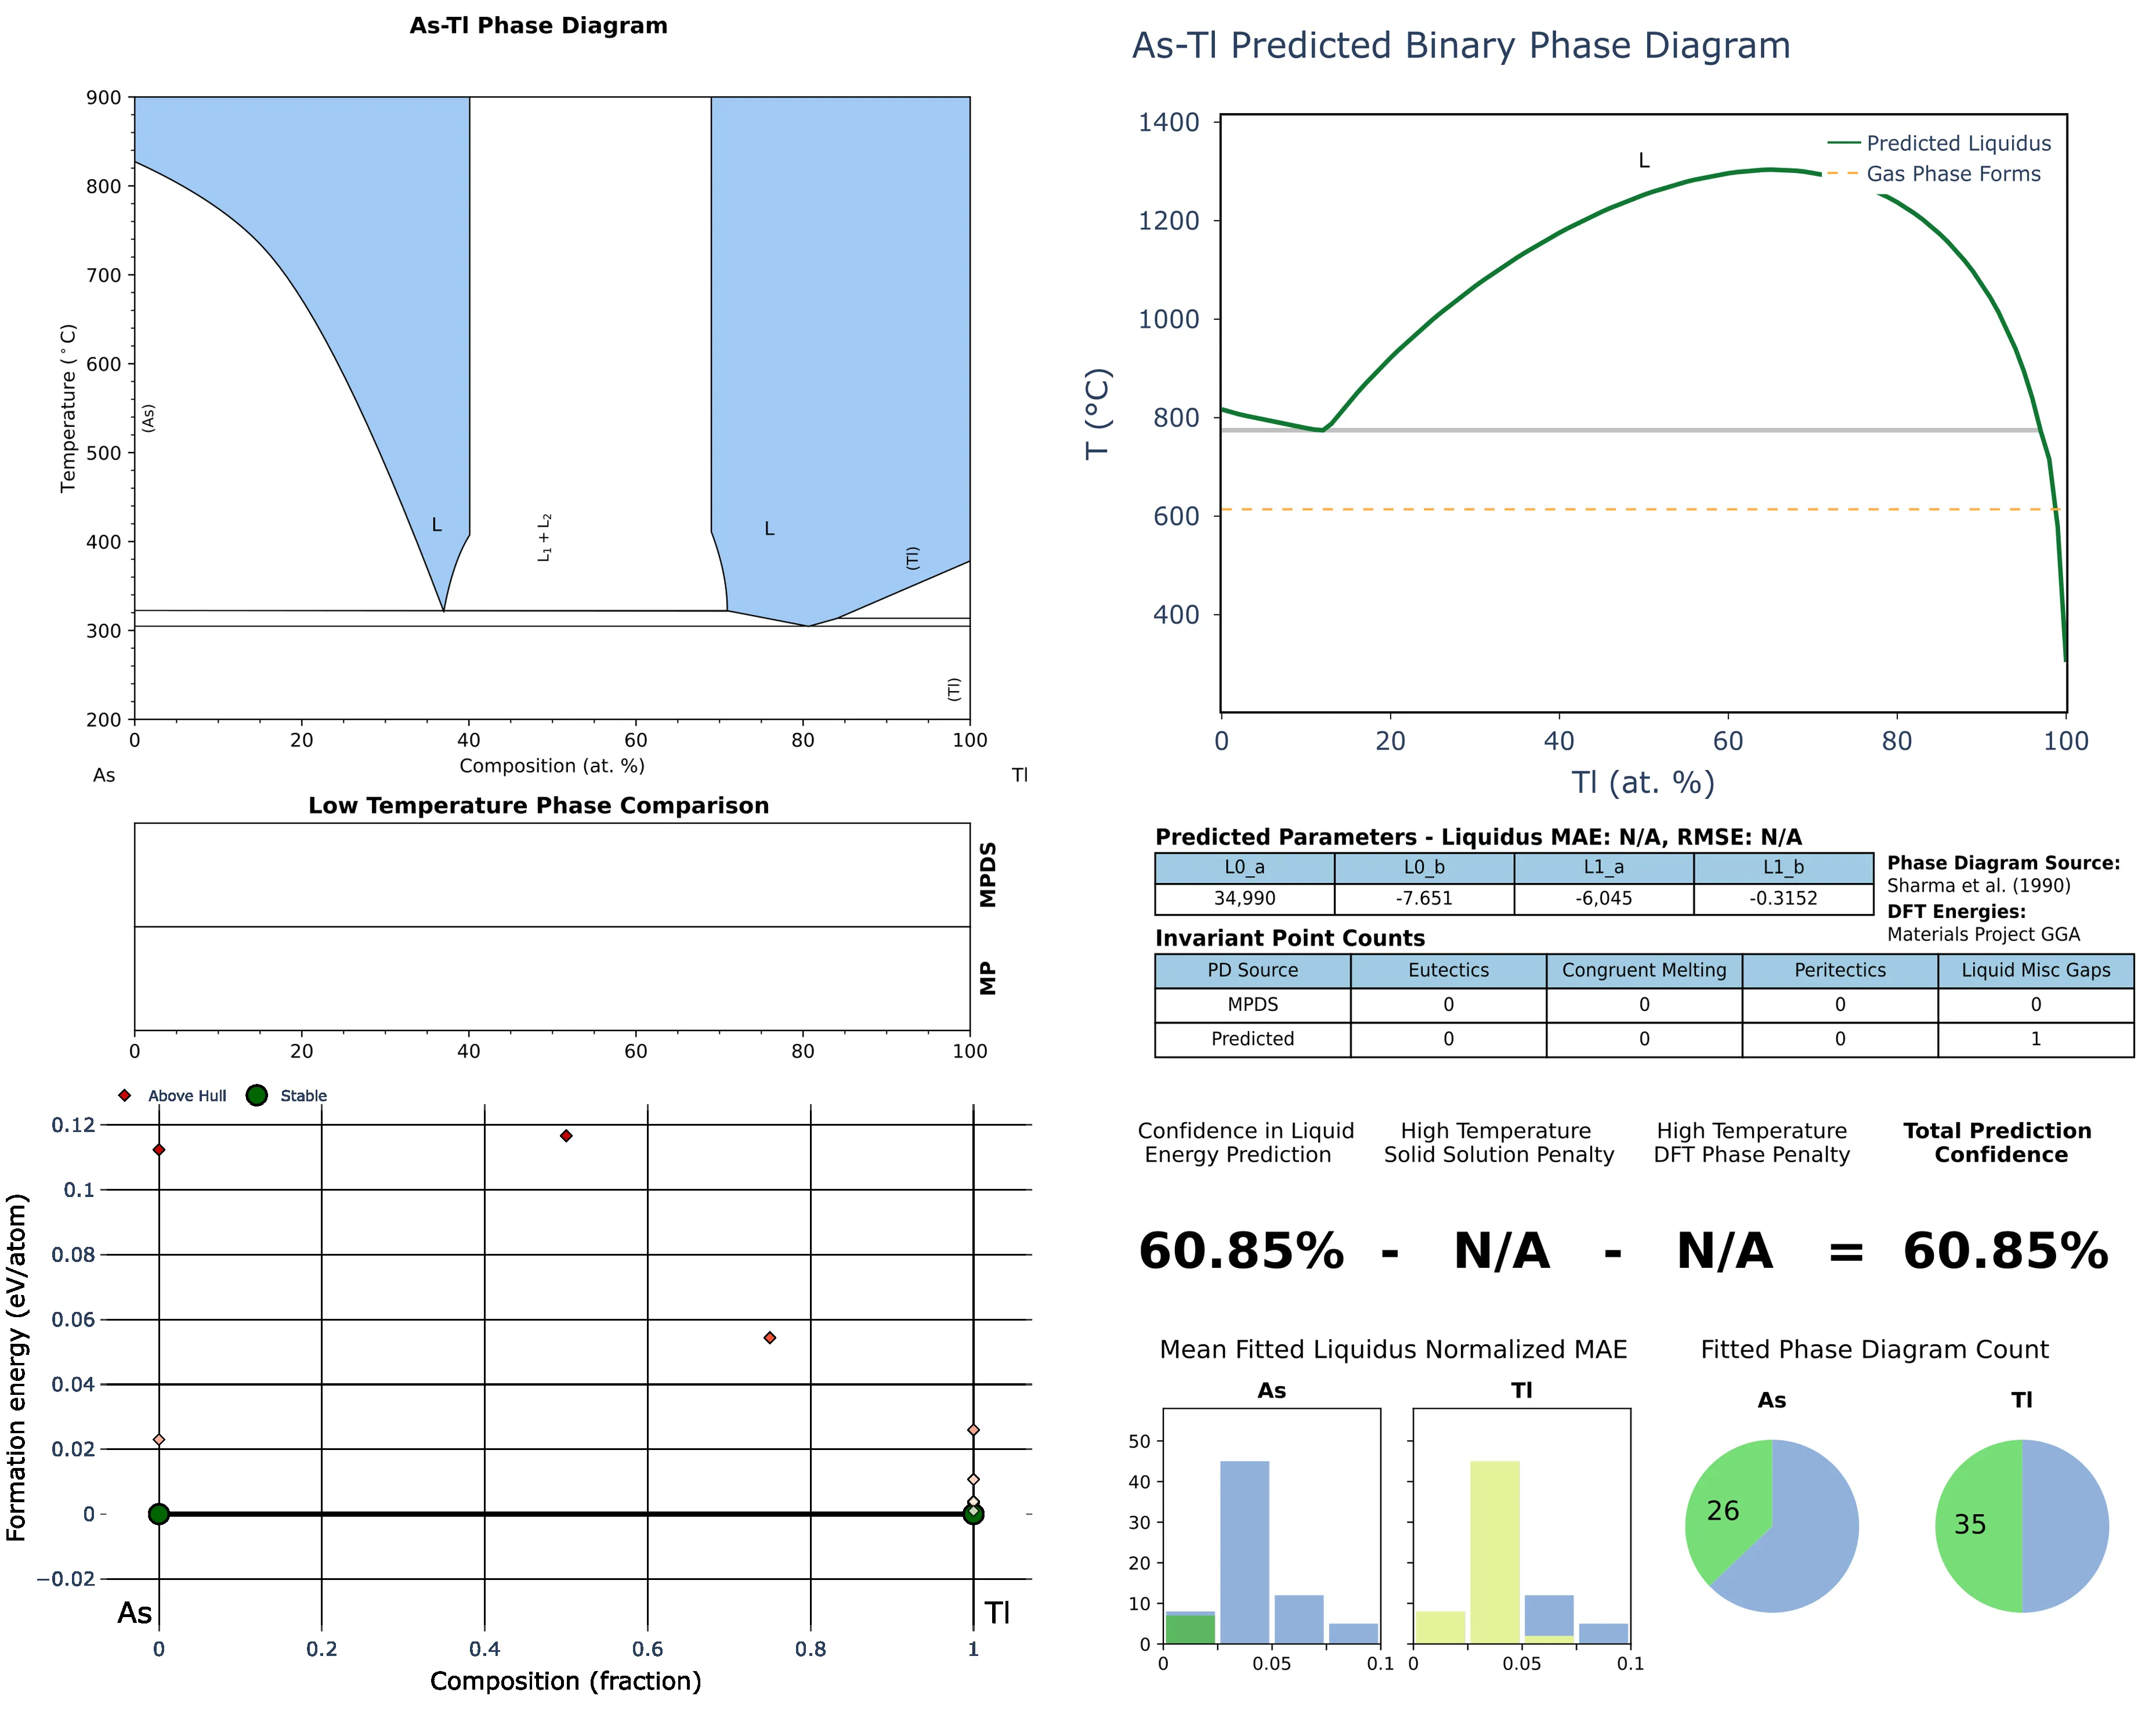 As-Tl Phase Diagram
900
800
700
600
500
400
300
200
Temperature (°C)
(As)
L
L₁ + L₂
L
(Tl)
(Tl)
0 20 40 60 80 100
Composition (at. %)
As Tl
Low Temperature Phase Comparison
MPDS
MP
0 20 40 60 80 100
Above Hull Stable
0.12
0.1
0.08
0.06
0.04
0.02
0
−0.02
Formation energy (eV/atom)
As Tl
0 0.2 0.4 0.6 0.8 1
Composition (fraction)
As-Tl Predicted Binary Phase Diagram
1400
1200
1000
800
600
400
T (°C)
L
Predicted Liquidus
Gas Phase Forms
0 20 40 60 80 100
Tl (at. %)
Predicted Parameters - Liquidus MAE: N/A, RMSE: N/A
L0_a L0_b L1_a L1_b
34,990 -7.651 -6,045 -0.3152
Phase Diagram Source:
Sharma et al. (1990)
DFT Energies:
Materials Project GGA
Invariant Point Counts
PD Source Eutectics Congruent Melting Peritectics Liquid Misc Gaps
MPDS 0 0 0 0
Predicted 0 0 0 1
Confidence in Liquid
Energy Prediction
High Temperature
Solid Solution Penalty
High Temperature
DFT Phase Penalty
Total Prediction
Confidence
60.85% - N/A - N/A = 60.85%
Mean Fitted Liquidus Normalized MAE
As
Tl
50
40
30
20
10
0
0 0.05 0.1
0 0.05 0.1
Fitted Phase Diagram Count
As
Tl
26
35